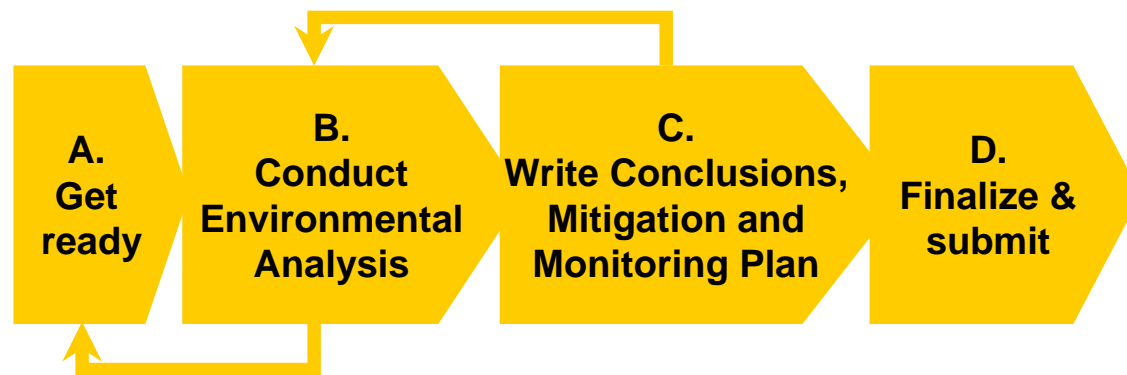 A.
Get
ready
B.
Conduct
Environmental
Analysis
C.
Write Conclusions,
Mitigation and
Monitoring Plan
D.
Finalize &
submit